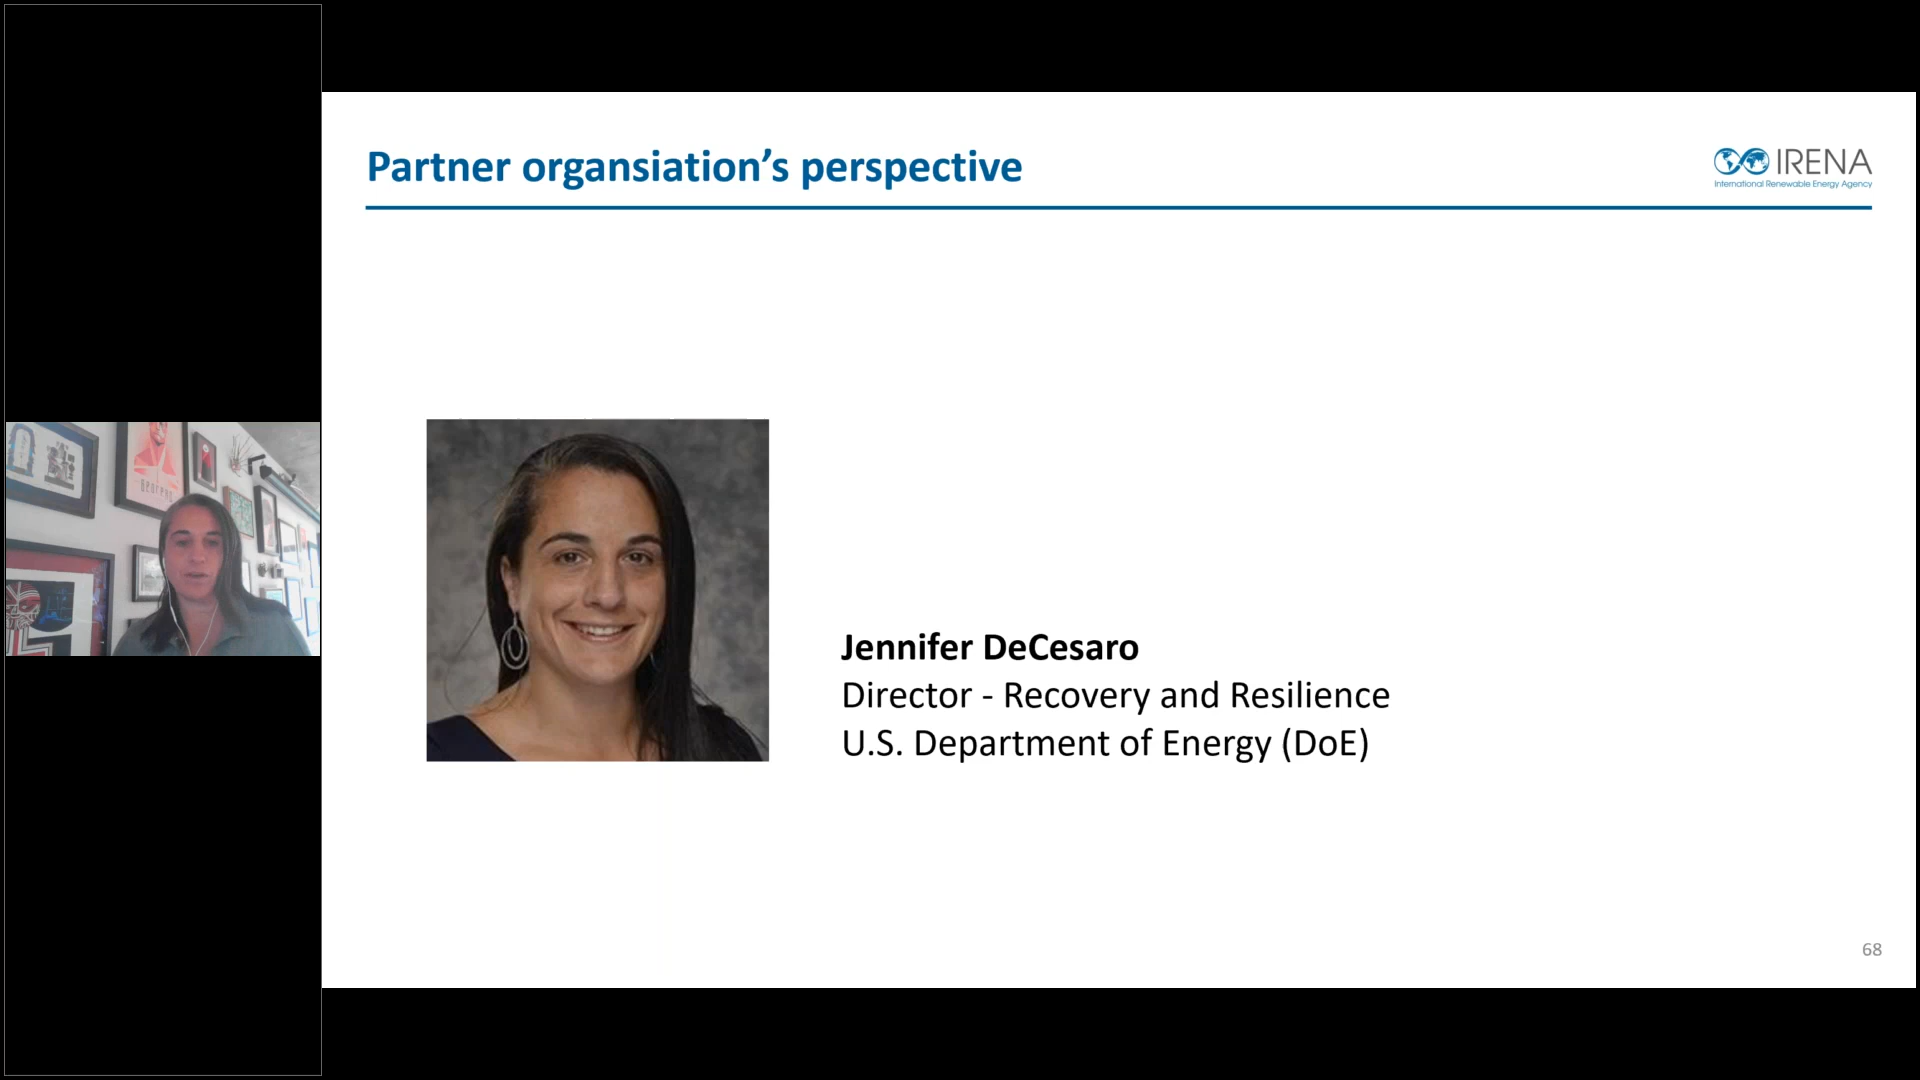 Partner organsiation’s perspective
IRENA
International Renewable Energy Agency
Jennifer DeCesaro
Director - Recovery and Resilience
U.S. Department of Energy (DoE)
68